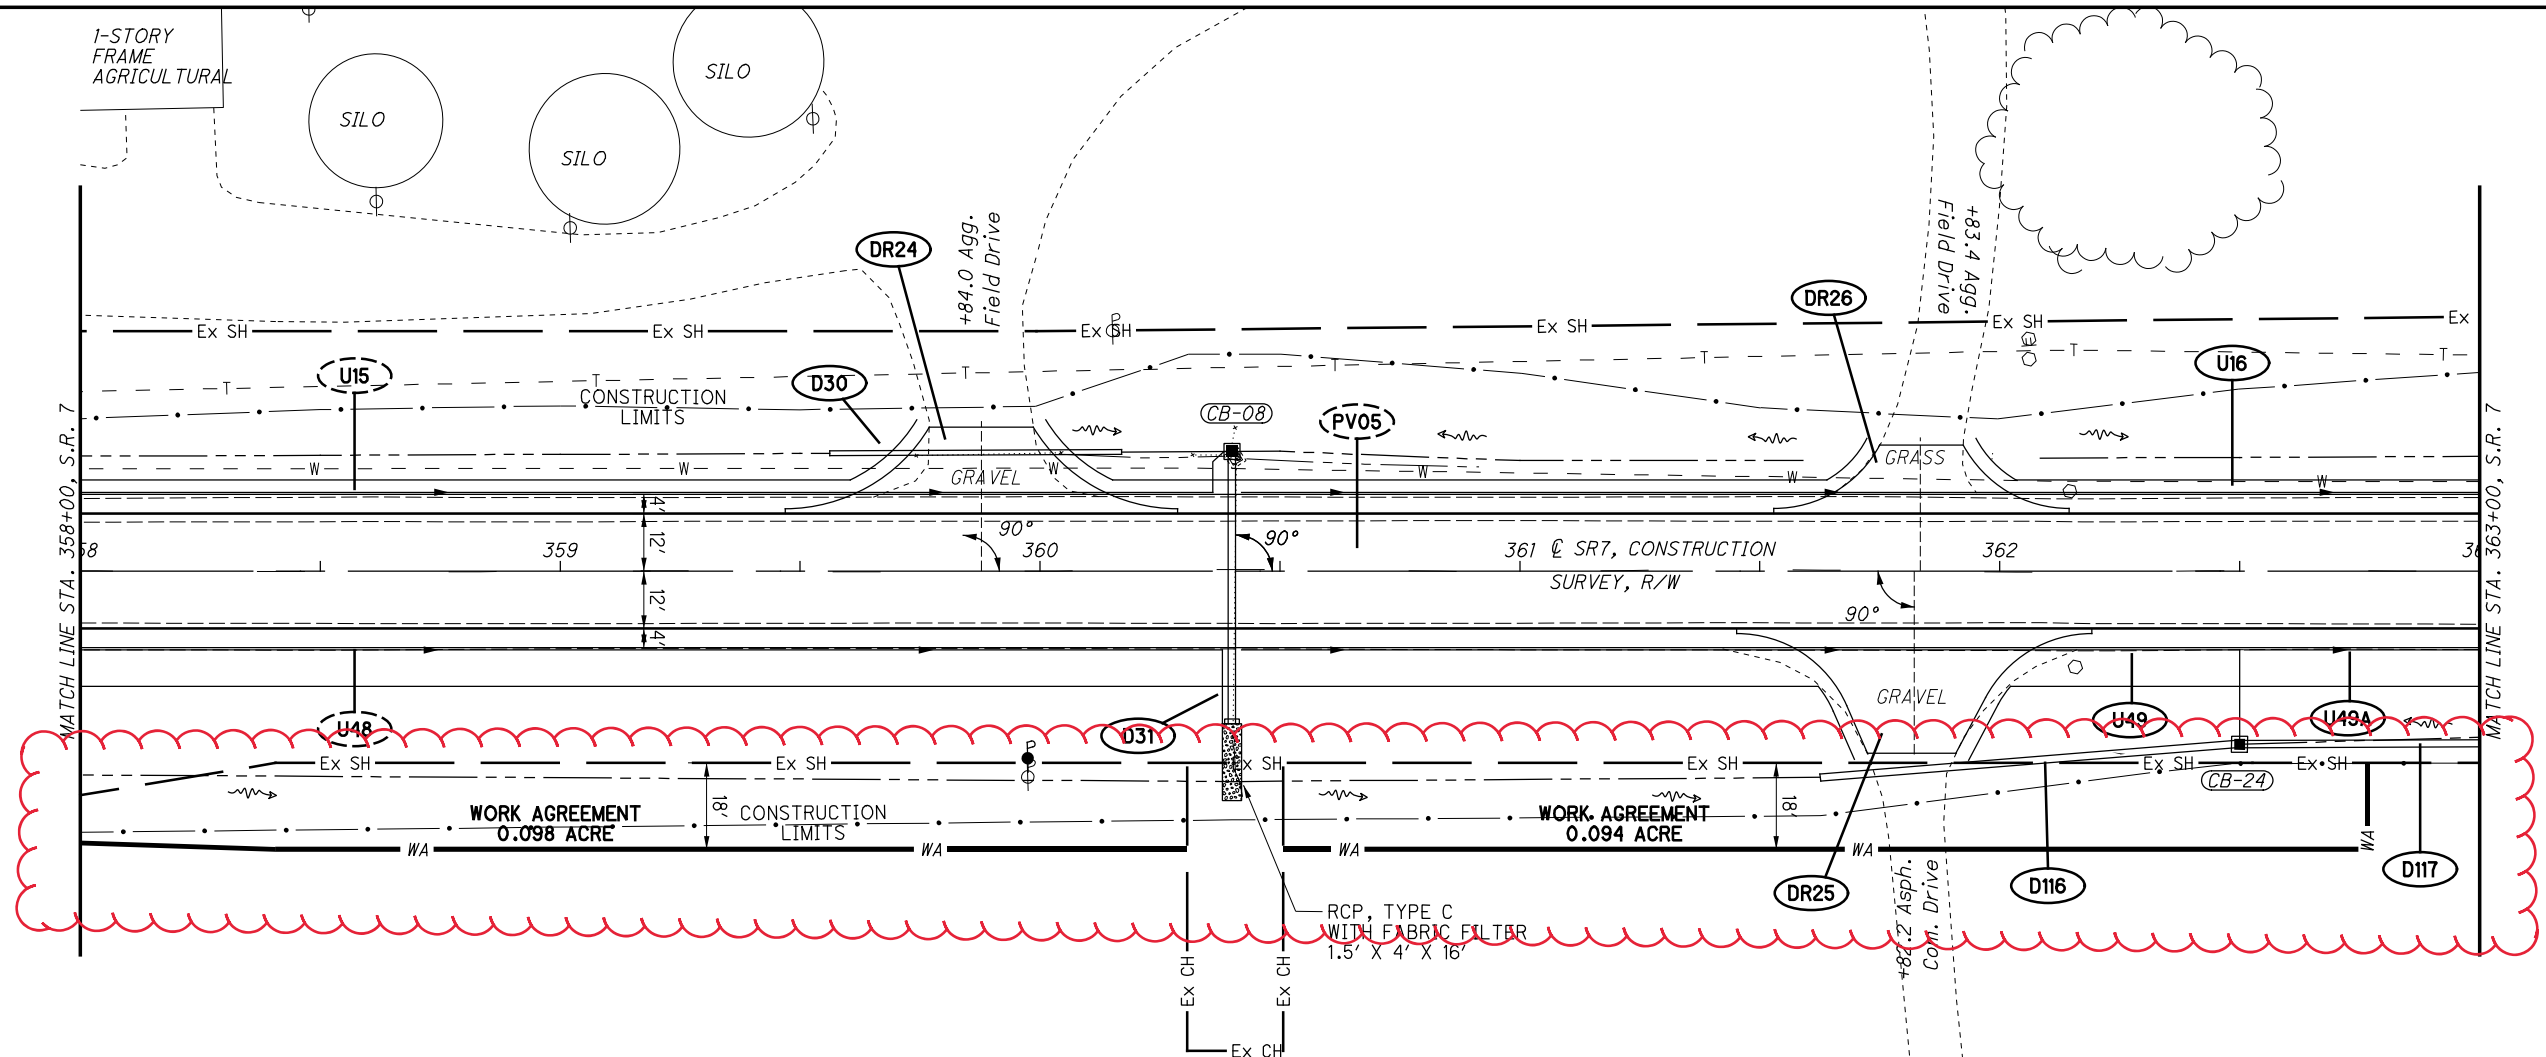 1-STORY
FRAME
AGRICULTURAL
SILO
SILO
SILO
DR24
+84.0 Agg.
Field Drive
DR26
+83.4 Agg.
Field Drive
Ex SH
Ex SH
Ex SH
Ex SH
Ex SH
Ex
U15
T
T
T
T
T
T
T
D30
U16
CONSTRUCTION
LIMITS
CB-08
PV05
W
W
W
W
W
W
GRAVEL
GRASS
MATCH LINE STA. 358+00, S.R. 7
MATCH LINE STA. 363+00, S.R. 7
4'
12'
12'
4'
90°
90°
90°
58
359
360
361
℄ SR7, CONSTRUCTION
SURVEY, R/W
362
36
GRAVEL
U48
D31
U49
U49A
P
P
P
Ex SH
Ex SH
Ex SH
Ex SH
Ex SH
Ex SH
CB-24
18'
18'
WORK AGREEMENT
0.098 ACRE
CONSTRUCTION
LIMITS
WORK AGREEMENT
0.094 ACRE
WA
WA
WA
WA
WA
DR25
D116
D117
+82.2 Asph.
Com. Drive
RCP, TYPE C
WITH FABRIC FILTER
1.5' X 4' X 16'
Ex CH
Ex CH
Ex CH